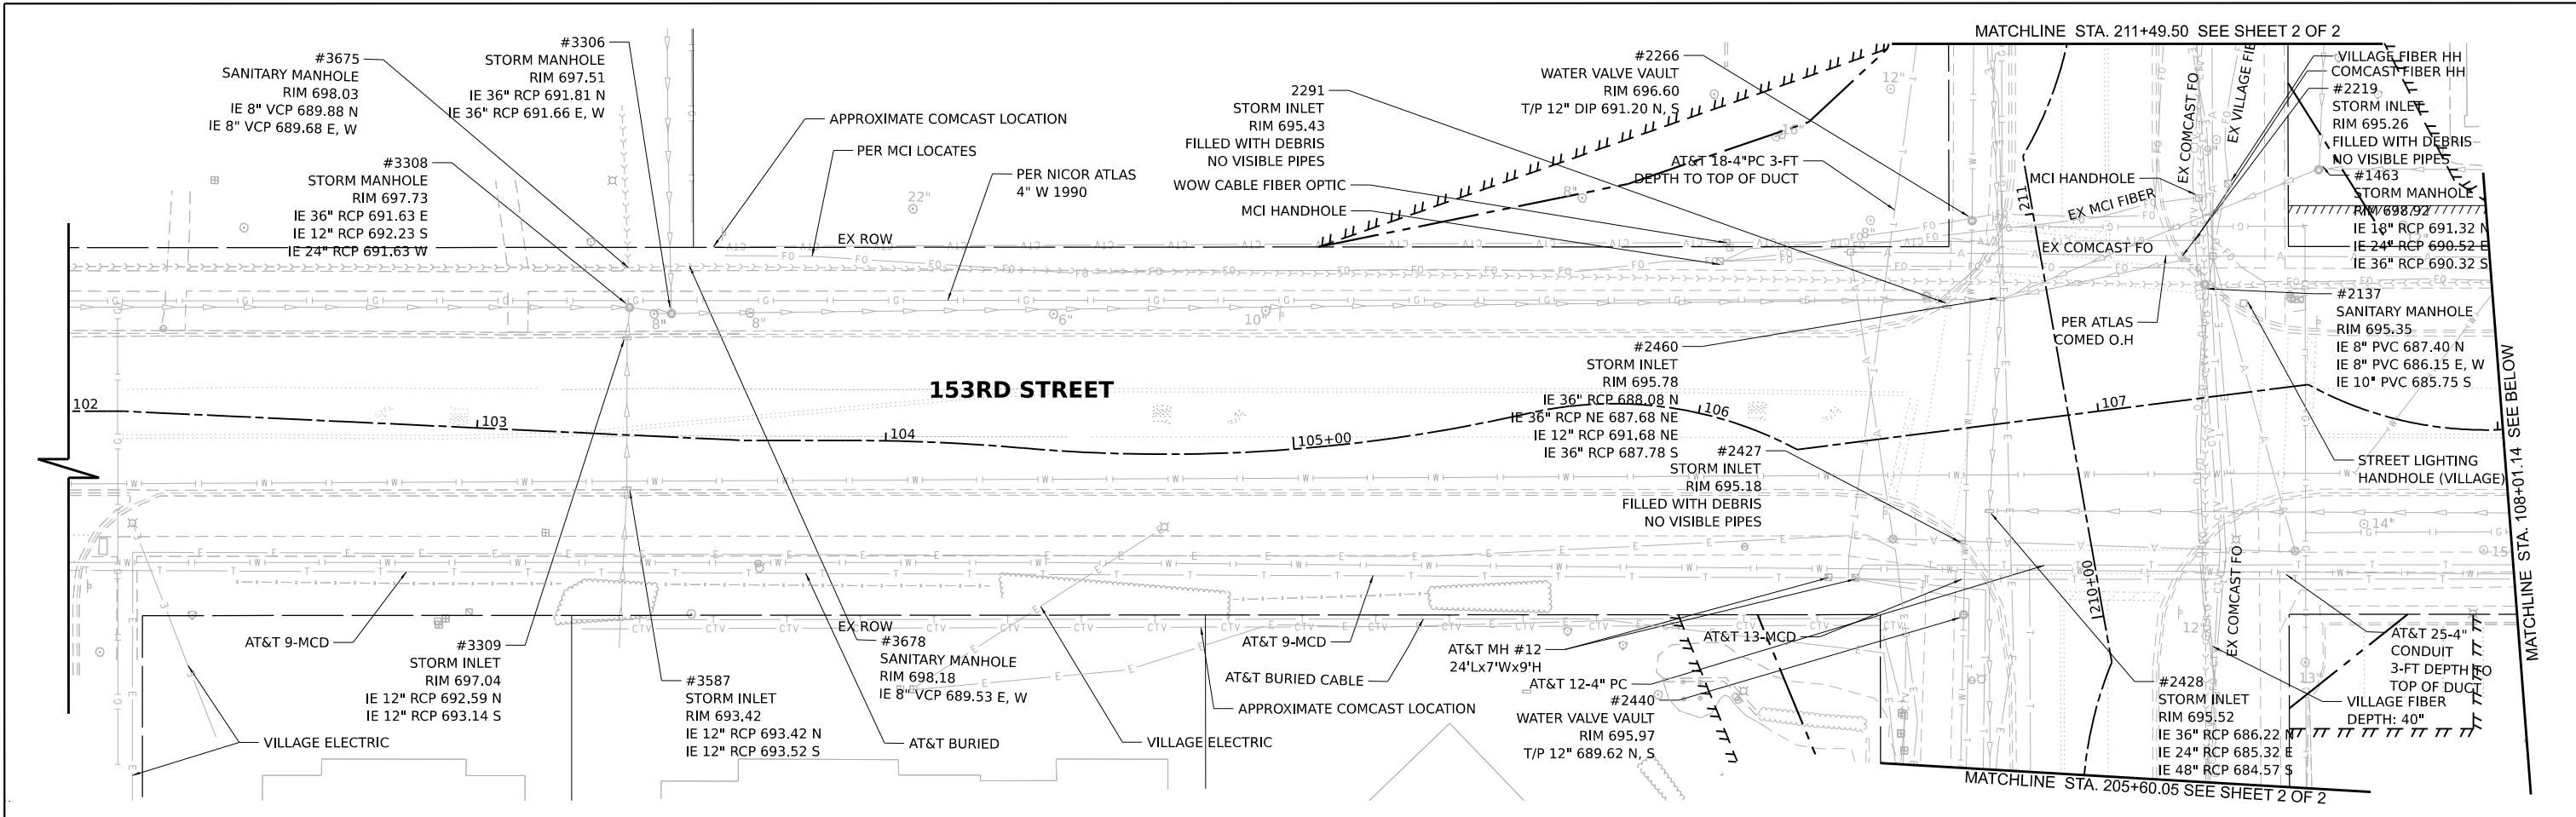 MATCHLINE STA. 211+49.50 SEE SHEET 2 OF 2
#3675
SANITARY MANHOLE
RIM 698.03
IE 8" VCP 689.88 N
IE 8" VCP 689.68 E, W
#3306
STORM MANHOLE
RIM 697.51
IE 36" RCP 691.81 N
IE 36" RCP 691.66 E, W
#3308
STORM MANHOLE
RIM 697.73
IE 36" RCP 691.63 E
IE 12" RCP 692.23 S
IE 24" RCP 691.63 W
APPROXIMATE COMCAST LOCATION
PER MCI LOCATES
PER NICOR ATLAS
4" W 1990
22"
EX ROW
2291
STORM INLET
RIM 695.43
FILLED WITH DEBRIS
NO VISIBLE PIPES
WOW CABLE FIBER OPTIC
MCI HANDHOLE
#2266
WATER VALVE VAULT
RIM 696.60
T/P 12" DIP 691.20 N, S
AT&T 18-4"PC 3-FT
DEPTH TO TOP OF DUCT
12"
16"
8"
8"
211
EX COMCAST FO
EX VILLAGE FIB
VILLAGE FIBER HH
COMCAST FIBER HH
#2219
STORM INLET
RIM 695.26
FILLED WITH DEBRIS
NO VISIBLE PIPES
MCI HANDHOLE
EX MCI FIBER
EX COMCAST FO
#1463
STORM MANHOLE
RIM 698.92
IE 18" RCP 691.32 N
IE 24" RCP 690.52 E
IE 36" RCP 690.32 S
#2137
SANITARY MANHOLE
RIM 695.35
IE 8" PVC 687.40 N
IE 8" PVC 686.15 E, W
IE 10" PVC 685.75 S
PER ATLAS
COMED O.H
8"
8"
6"
10"
#2460
STORM INLET
RIM 695.78
IE 36" RCP 688.08 N
IE 36" RCP NE 687.68 NE
IE 12" RCP 691.68 NE
IE 36" RCP 687.78 S
153RD STREET
102
103
104
105+00
106
107
#2427
STORM INLET
RIM 695.18
FILLED WITH DEBRIS
NO VISIBLE PIPES
STREET LIGHTING
HANDHOLE (VILLAGE)
MATCHLINE STA. 108+01.14 SEE BELOW
14"
15"
210+00
EX COMCAST FO
AT&T 9-MCD
#3309
STORM INLET
RIM 697.04
IE 12" RCP 692.59 N
IE 12" RCP 693.14 S
VILLAGE ELECTRIC
#3587
STORM INLET
RIM 693.42
IE 12" RCP 693.42 N
IE 12" RCP 693.52 S
EX ROW
#3678
SANITARY MANHOLE
RIM 698.18
IE 8" VCP 689.53 E, W
AT&T BURIED
VILLAGE ELECTRIC
AT&T 9-MCD
AT&T BURIED CABLE
APPROXIMATE COMCAST LOCATION
AT&T MH #12
24'Lx7'Wx9'H
AT&T 13-MCD
AT&T 12-4" PC
#2440
WATER VALVE VAULT
RIM 695.97
T/P 12" 689.62 N, S
12"
13"
#2428
STORM INLET
RIM 695.52
IE 36" RCP 686.22 N
IE 24" RCP 685.32 E
IE 48" RCP 684.57 S
AT&T 25-4"
CONDUIT
3-FT DEPTH TO
TOP OF DUCT
VILLAGE FIBER
DEPTH: 40"
MATCHLINE STA. 205+60.05 SEE SHEET 2 OF 2